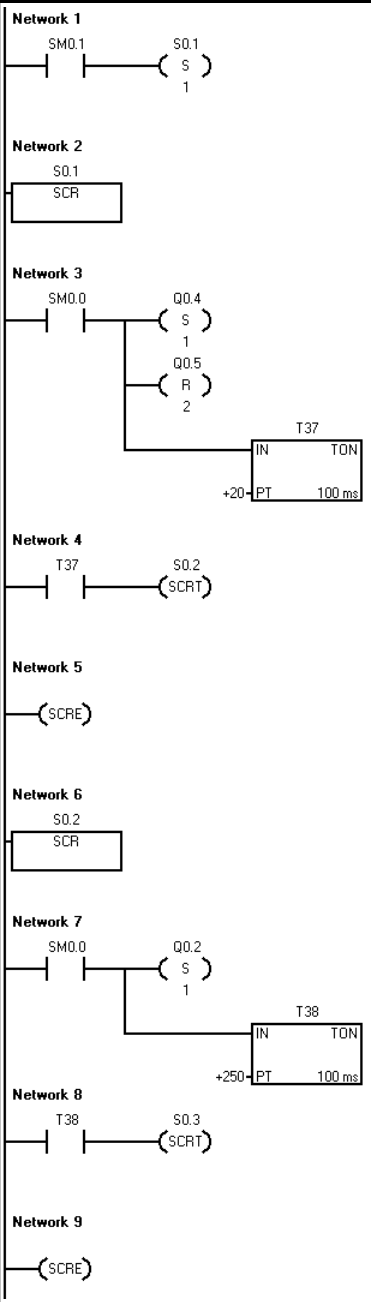 Network 1
SM0.1 S0.1
S
1
Network 2
S0.1
SCR
Network 3
SM0.0 Q0.4
S
1
Q0.5
R
2
T37
IN TON
+20 PT 100 ms
Network 4
T37 S0.2
SCRT
Network 5
SCRE
Network 6
S0.2
SCR
Network 7
SM0.0 Q0.2
S
1
T38
IN TON
+250 PT 100 ms
Network 8
T38 S0.3
SCRT
Network 9
SCRE